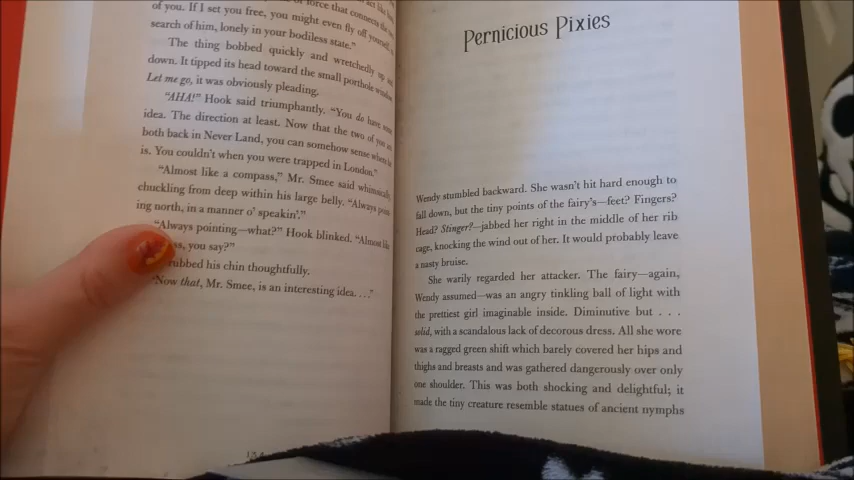 of force that connects the
of you. If I set you free, you might even fly off yourself, in
search of him, lonely in your bodiless state."
The thing bobbed quickly and wretchedly up and
down. It tipped its head toward the small porthole window
Let me go, it was obviously pleading.
"AHA!" Hook said triumphantly. "You do have some
idea. The direction at least. Now that the two of you are
both back in Never Land, you can somehow sense where he
is. You couldn't when you were trapped in London."
"Almost like a compass," Mr. Smee said whimsically,
chuckling from deep within his large belly. "Always point-
ing north, in a manner o' speakin'."
"Always pointing—what?" Hook blinked. "Almost like
you say?"
rubbed his chin thoughtfully.
"Now that, Mr. Smee, is an interesting idea. . . ."
Pernicious Pixies
Wendy stumbled backward. She wasn't hit hard enough to
fall down, but the tiny points of the fairy's—feet? Fingers?
Head? Stinger?—jabbed her right in the middle of her rib
cage, knocking the wind out of her. It would probably leave
a nasty bruise.
She warily regarded her attacker. The fairy—again,
Wendy assumed—was an angry tinkling ball of light with
the prettiest girl imaginable inside. Diminutive but . . .
solid, with a scandalous lack of decorous dress. All she wore
was a ragged green shift which barely covered her hips and
thighs and breasts and was gathered dangerously over only
one shoulder. This was both shocking and delightful; it
made the tiny creature resemble statues of ancient nymphs